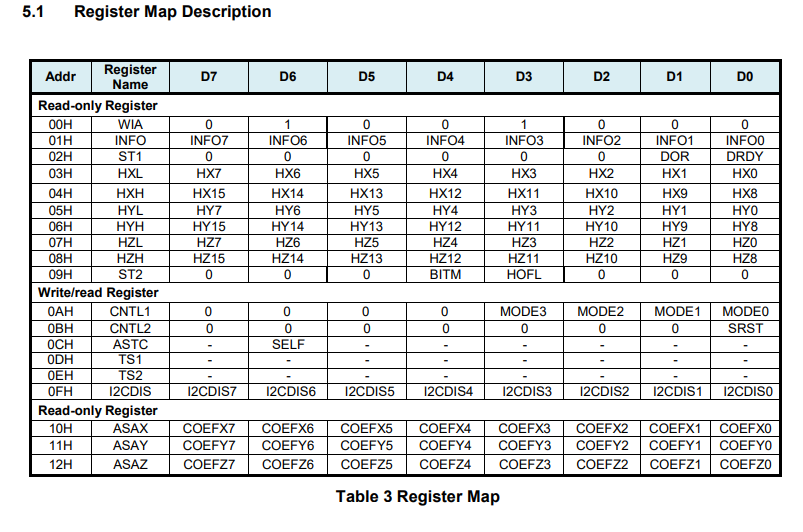 5.1 Register Map Description
Addr Register Name D7 D6 D5 D4 D3 D2 D1 D0
Read-only Register
00H WIA 0 1 0 0 1 0 0 0
01H INFO INFO7 INFO6 INFO5 INFO4 INFO3 INFO2 INFO1 INFO0
02H ST1 0 0 0 0 0 0 DOR DRDY
03H HXL HX7 HX6 HX5 HX4 HX3 HX2 HX1 HX0
04H HXH HX15 HX14 HX13 HX12 HX11 HX10 HX9 HX8
05H HYL HY7 HY6 HY5 HY4 HY3 HY2 HY1 HY0
06H HYH HY15 HY14 HY13 HY12 HY11 HY10 HY9 HY8
07H HZL HZ7 HZ6 HZ5 HZ4 HZ3 HZ2 HZ1 HZ0
08H HZH HZ15 HZ14 HZ13 HZ12 HZ11 HZ10 HZ9 HZ8
09H ST2 0 0 0 BITM HOFL 0 0 0
Write/read Register
0AH CNTL1 0 0 0 0 MODE3 MODE2 MODE1 MODE0
0BH CNTL2 0 0 0 0 0 0 0 SRST
0CH ASTC - SELF - - - - - -
0DH TS1 - - - - - - - -
0EH TS2 - - - - - - - -
0FH I2CDIS I2CDIS7 I2CDIS6 I2CDIS5 I2CDIS4 I2CDIS3 I2CDIS2 I2CDIS1 I2CDIS0
Read-only Register
10H ASAX COEFX7 COEFX6 COEFX5 COEFX4 COEFX3 COEFX2 COEFX1 COEFX0
11H ASAY COEFY7 COEFY6 COEFY5 COEFY4 COEFY3 COEFY2 COEFY1 COEFY0
12H ASAZ COEFZ7 COEFZ6 COEFZ5 COEFZ4 COEFZ3 COEFZ2 COEFZ1 COEFZ0
Table 3 Register Map